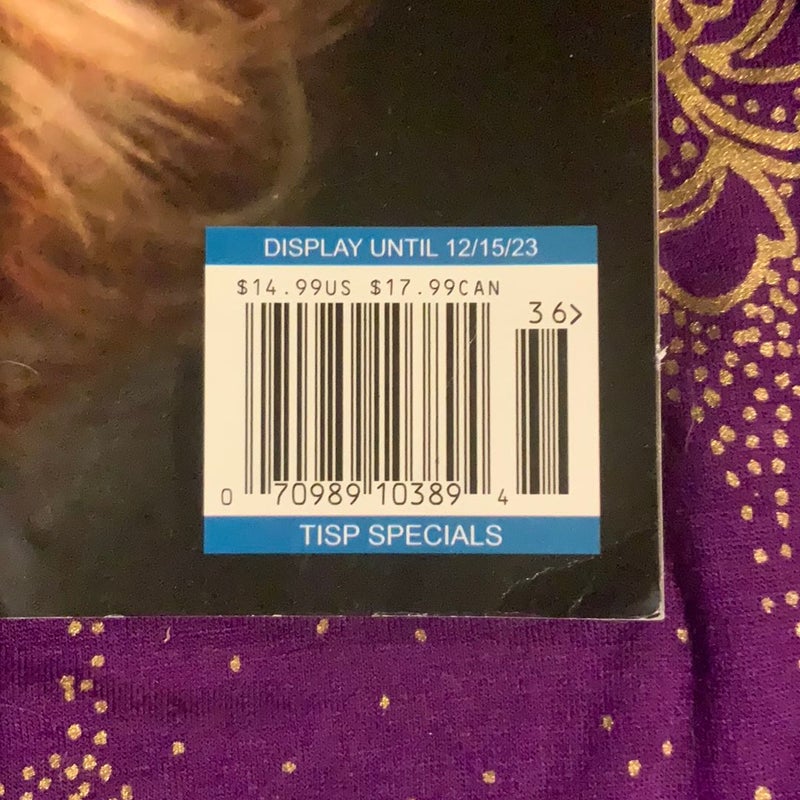 DISPLAY UNTIL 12/15/23
$14.99US $17.99CAN
36>
0 70989 10389 4
TISP SPECIALS